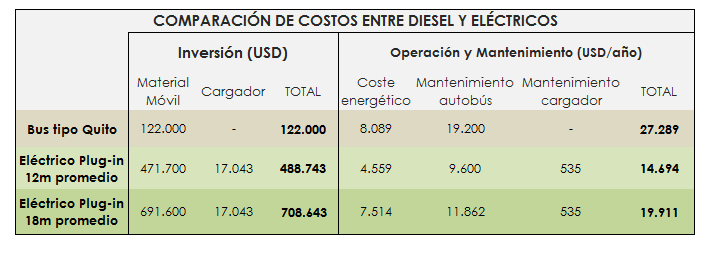 COMPARACIÓN DE COSTOS ENTRE DIESEL Y ELÉCTRICOS
Inversión (USD) Operación y Mantenimiento (USD/año)
Material Móvil Cargador TOTAL Coste energético Mantenimiento autobús Mantenimiento cargador TOTAL
Bus tipo Quito 122.000 - 122.000 8.089 19.200 - 27.289
Eléctrico Plug-in 12m promedio 471.700 17.043 488.743 4.559 9.600 535 14.694
Eléctrico Plug-in 18m promedio 691.600 17.043 708.643 7.514 11.862 535 19.911